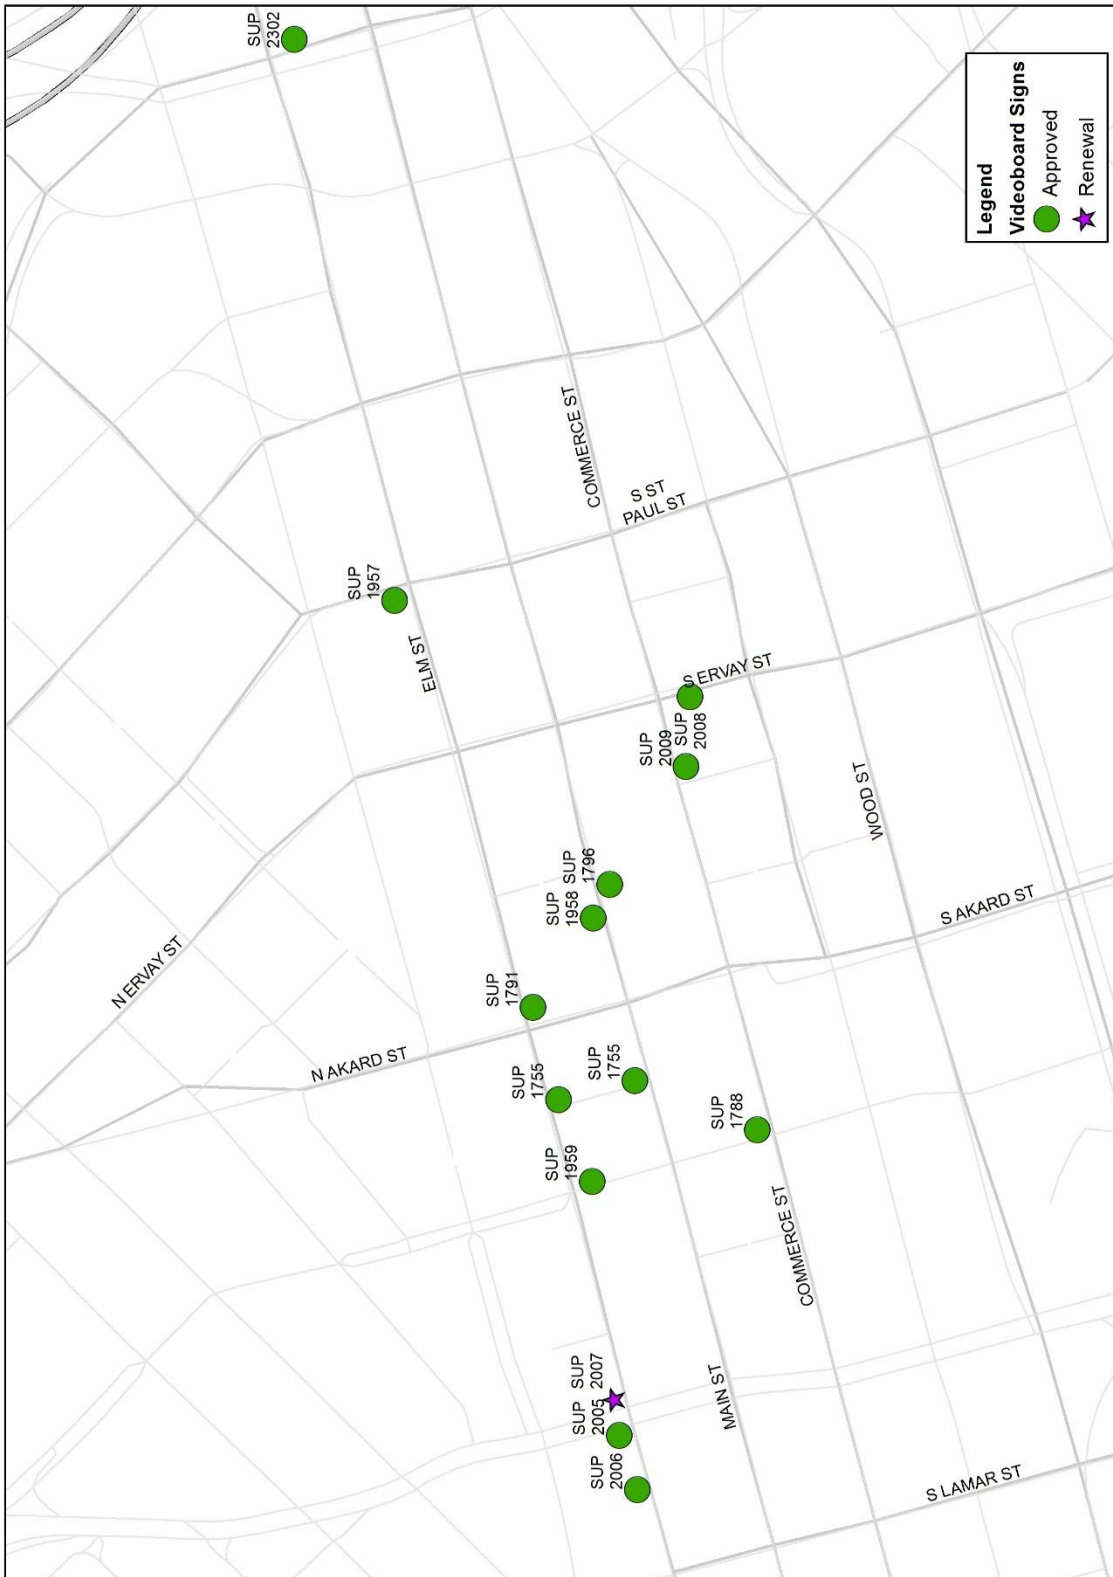 SUP
2302
Legend
Videoboard Signs
Approved
Renewal
SUP
1957
ELM ST
COMMERCE ST
S ST
PAUL ST
S ERVAY ST
SUP
2009
SUP
2008
WOOD ST
N ERVAY ST
SUP
1958
SUP
1796
S AKARD ST
SUP
1791
N AKARD ST
SUP
1755
SUP
1755
SUP
1788
SUP
1959
COMMERCE ST
SUP
2007
SUP
2005
SUP
2006
MAIN ST
S LAMAR ST